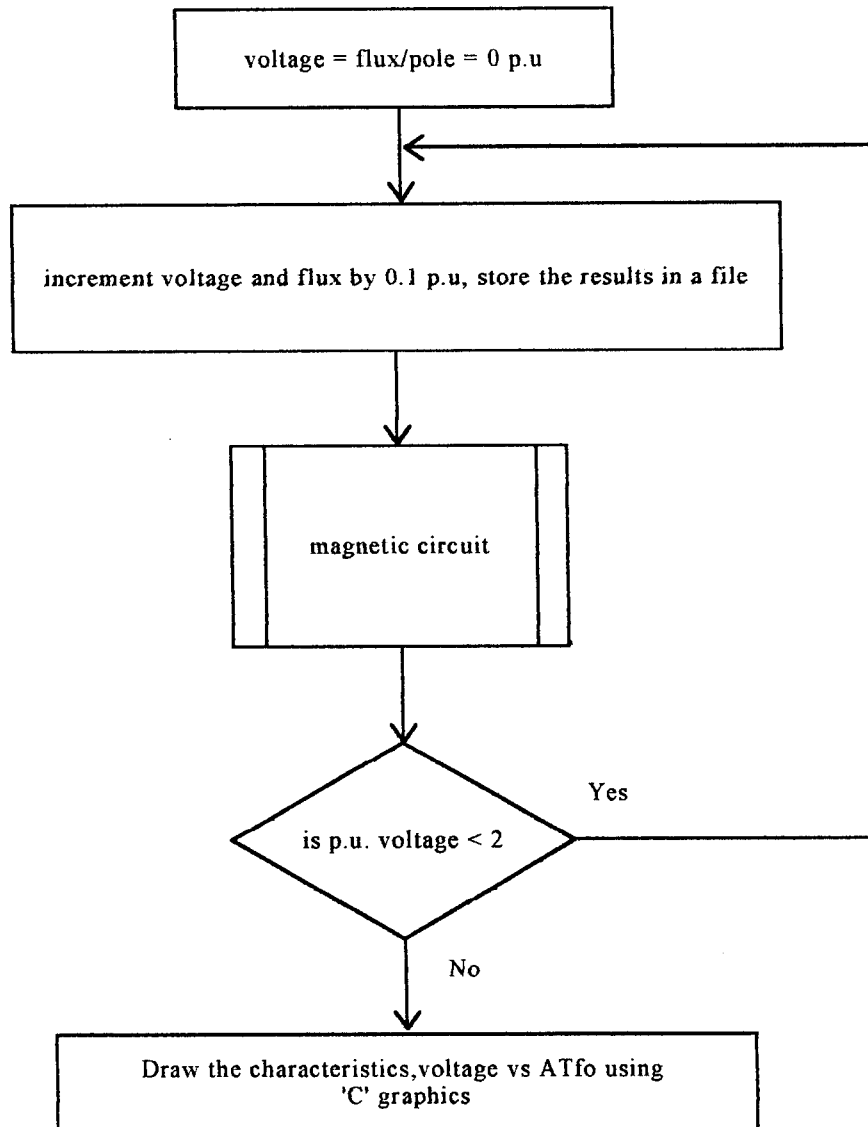 voltage = flux/pole = 0 p.u
increment voltage and flux by 0.1 p.u, store the results in a file
magnetic circuit
Yes
is p.u. voltage < 2
No
Draw the characteristics,voltage vs ATfo using
'C' graphics